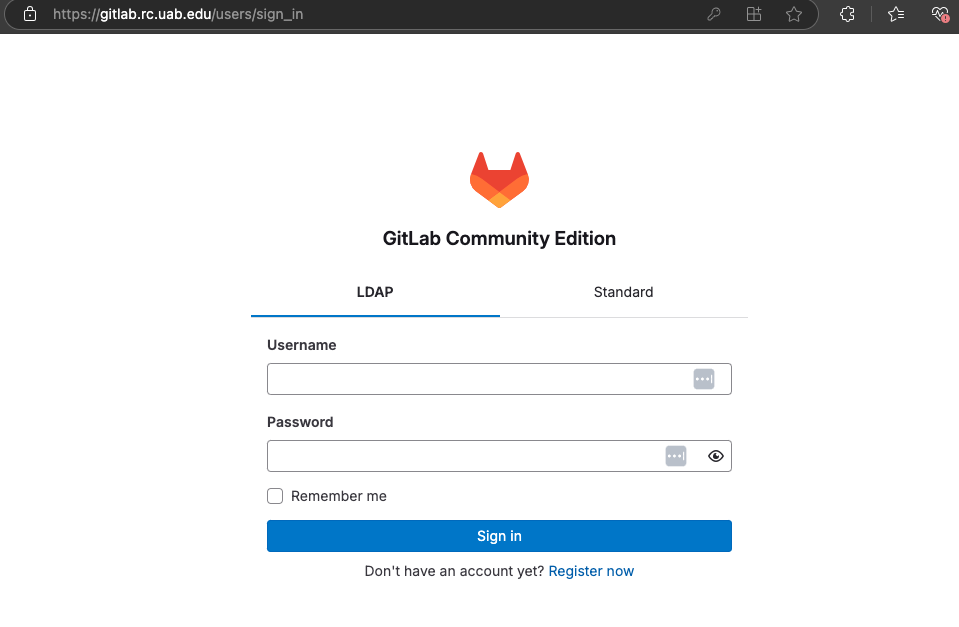 https://gitlab.rc.uab.edu/users/sign_in
GitLab Community Edition
LDAP Standard
Username
Password
Remember me
Sign in
Don't have an account yet? Register now